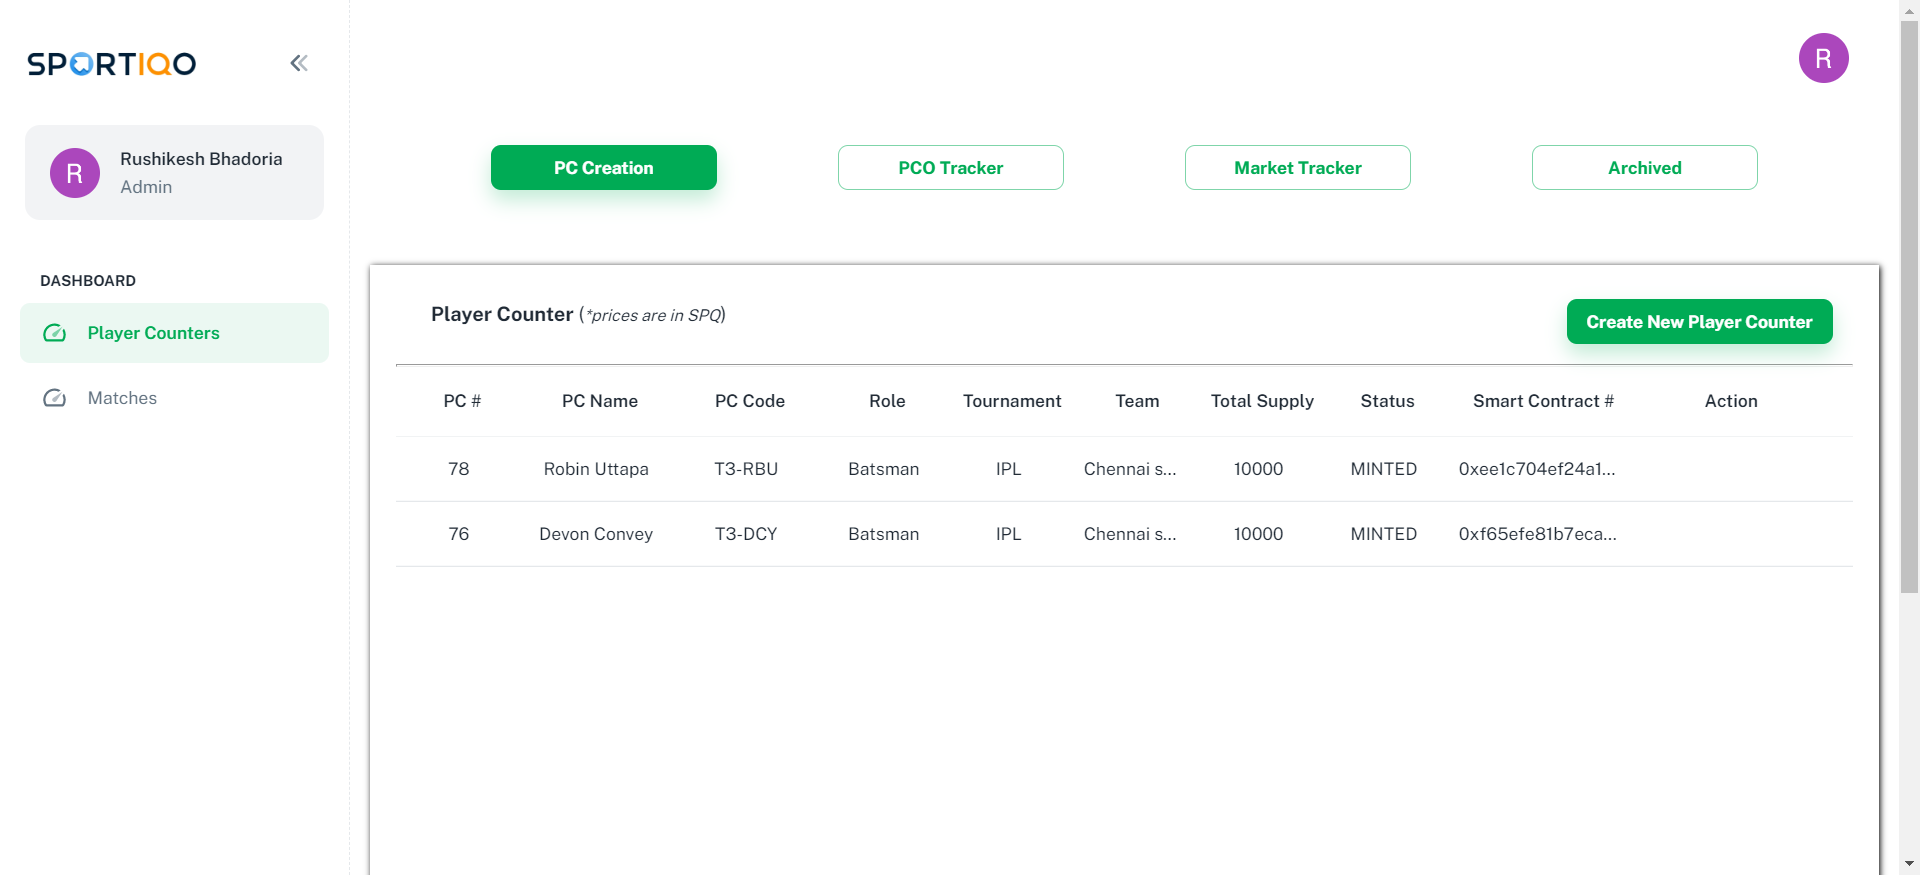 SPORTIQO
R
R
Rushikesh Bhadoria
Admin
DASHBOARD
Player Counters
Matches
PC Creation
PCO Tracker
Market Tracker
Archived
Player Counter (*prices are in SPQ)
Create New Player Counter
PC # PC Name PC Code Role Tournament Team Total Supply Status Smart Contract # Action
78 Robin Uttapa T3-RBU Batsman IPL Chennai s... 10000 MINTED 0xee1c704ef24a1...
76 Devon Convey T3-DCY Batsman IPL Chennai s... 10000 MINTED 0xf65efe81b7eca...